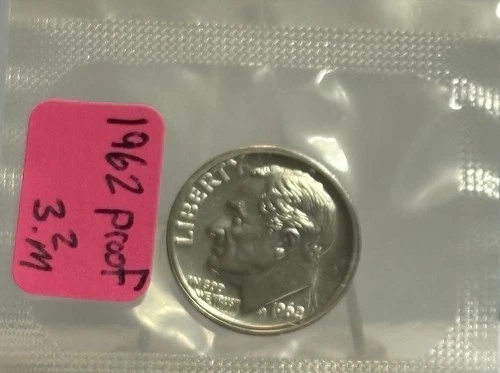 1962 Proof
3.2M
LIBERTY
IN GOD
WE TRUST
1962